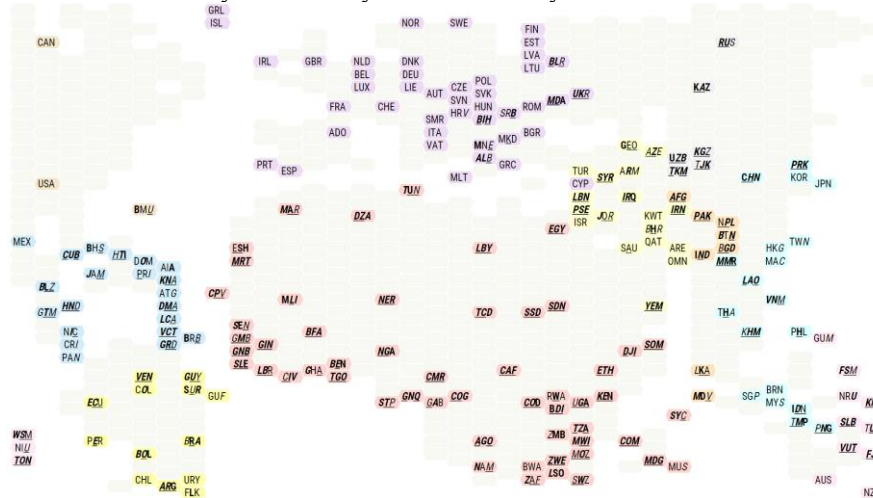 GRL
ISL NOR SWE
FIN
CAN EST RUS
IRL GBR NLD DNK LVA BLR
BEL DEU LTU
LUX LIE AUT CZE POL KAZ
SVN SVK UKR
FRA CHE HRV HUN SRB ROM MDA
SMR BIH
ADO ITA MKD BGR
VAT MNE GEO AZE
ALB UZB KGZ
PRT ESP GRC TUR ARM TKM TJK PRK
MLT CYP SYR CHN KOR
USA TUN JPN
LBN IRQ AFG
BMU MAR DZA PSE JOR KWT IRN PAK NPL
ISR BHR BTN
MEX EGY QAT TWN
CUB BHS HTI DOM ESH LBY SAU ARE IND BGD HKG
JAM PRI AIA MRT OMN MMR MAC
KNA
BLZ ATG CPV MLI NER LAO
HND DMA SDN YEM VNM
GTM LCA TCD SSD THA
NIC VCT SEN BFA KHM PHL
CRI GRD BRB GMB GIN SOM GUM
PAN GNB NGA DJI
SLE LBR CIV GHA BEN CMR CAF ETH LKA FSM
VEN GUY TGO
COL SUR GUF STP GNQ GAB COG COD RWA UGA KEN MDV SGP BRN NRU
ECU BDI MYS IDN
SYC TMP SLB
WSM ZMB TZA PNG
NIU PER BRA AGO MWI COM VUT
TON BOL MOZ
NAM BWA ZWE MDG MUS
CHL ARG URY ZAF LSO SWZ AUS
FLK